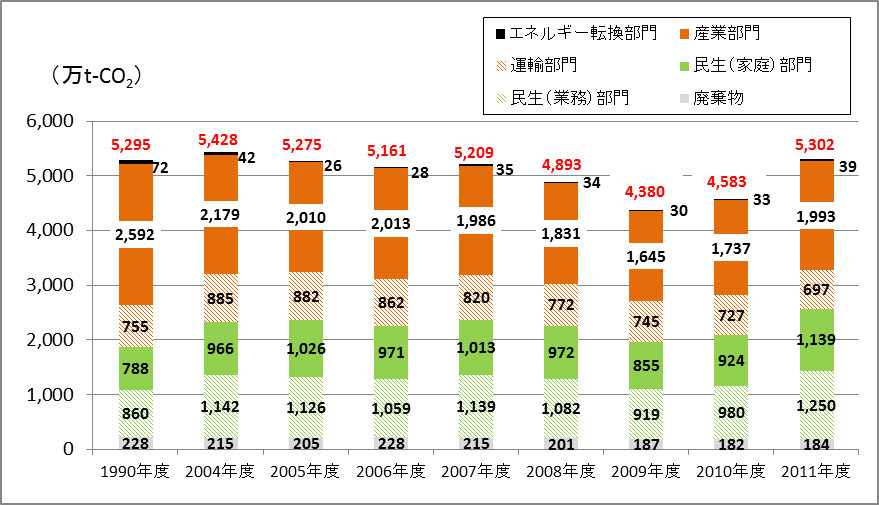 エネルギー転換部門 産業部門
運輸部門 民生(家庭)部門
民生(業務)部門 廃棄物
(万t-CO2)
6,000
5,000
4,000
3,000
2,000
1,000
0
5,295 5,428 5,275 5,161 5,209 4,893 4,380 4,583 5,302
72 42 26 28 35 34 30 33 39
2,592 2,179 2,010 2,013 1,986 1,831 1,645 1,737 1,993
755 885 882 862 820 772 745 727 697
788 966 1,026 971 1,013 972 855 924 1,139
860 1,142 1,126 1,059 1,139 1,082 919 980 1,250
228 215 205 228 215 201 187 182 184
1990年度 2004年度 2005年度 2006年度 2007年度 2008年度 2009年度 2010年度 2011年度